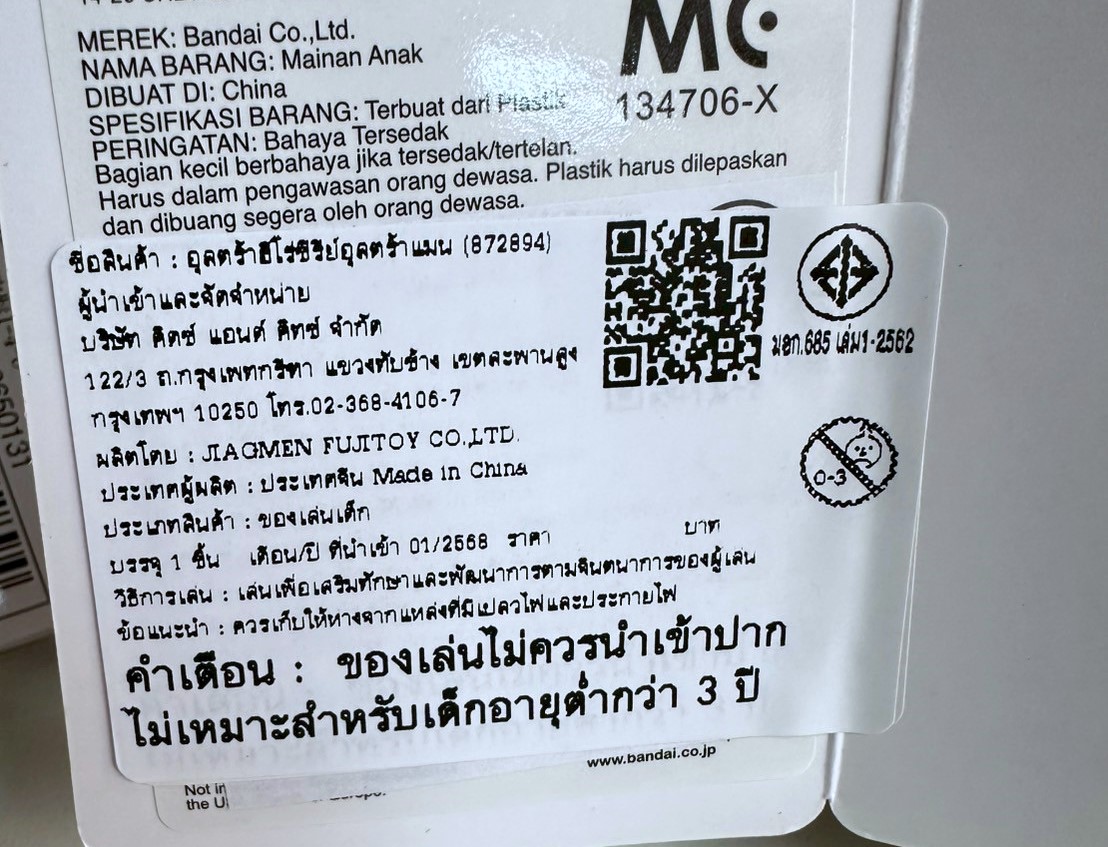 MEREK: Bandai Co.,Ltd.
NAMA BARANG: Mainan Anak
DIBUAT DI: China
SPESIFIKASI BARANG: Terbuat dari Plastik
PERINGATAN: Bahaya Tersedak
Bagian kecil berbahaya jika tersedak/tertelan.
Harus dalam pengawasan orang dewasa. Plastik harus dilepaskan
dan dibuang segera oleh orang dewasa.
MC
134706-X
ชื่อสินค้า : อุลตร้าฮีโร่ซีรีย์อุลตร้าแมน (872894)
ผู้นำเข้าและจัดจำหน่าย
บริษัท คิดซ์ แอนด์ คิทซ์ จำกัด
122/3 ถ.กรุงเทพกรีฑา แขวงทับช้าง เขตสะพานสูง
กรุงเทพฯ 10250 โทร.02-368-4106-7
ผลิตโดย : JIAGMEN FUJITOY CO.,LTD.
ประเทศผู้ผลิต : ประเทศจีน Made in China
ประเภทสินค้า : ของเล่นเด็ก
บรรจุ 1 ชิ้น เดือน/ปี ที่นำเข้า 01/2568 ราคา บาท
วิธีการเล่น : เล่นเพื่อเสริมทักษาและพัฒนาการตามจินตนาการของผู้เล่น
ข้อแนะนำ : ควรเก็บให้ห่างจากแหล่งที่มีเปลวไฟและประกายไฟ
คำเตือน : ของเล่นไม่ควรนำเข้าปาก
ไม่เหมาะสำหรับเด็กอายุต่ำกว่า 3 ปี
มอก.685 เล่ม1-2562
0-3
www.bandai.co.jp
Not in
the U